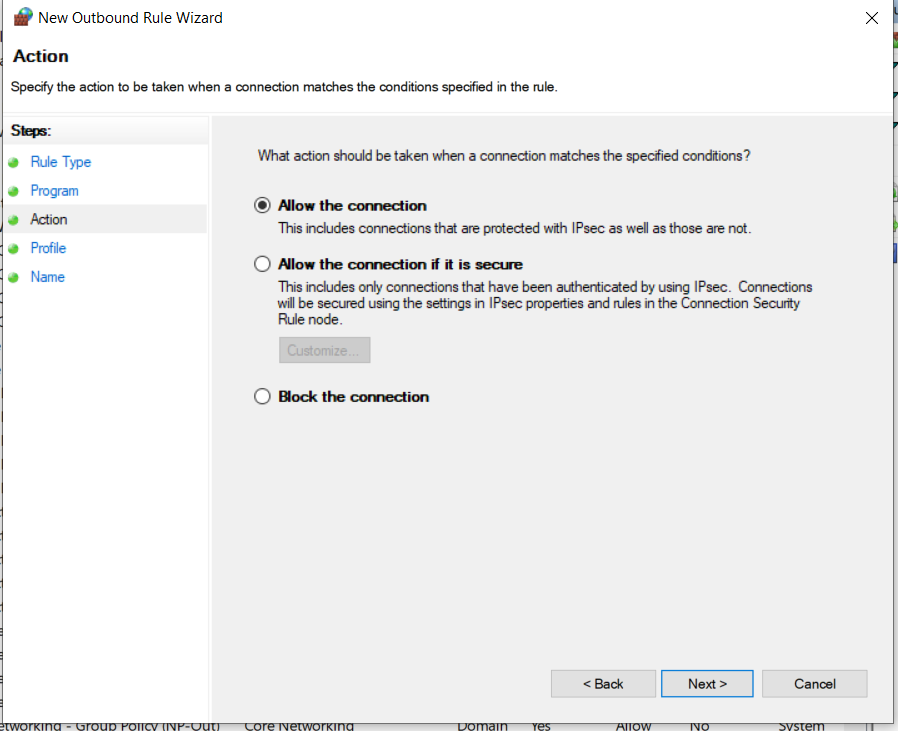 New Outbound Rule Wizard
Action
Specify the action to be taken when a connection matches the conditions specified in the rule.
Steps:
Rule Type
Program
Action
Profile
Name
What action should be taken when a connection matches the specified conditions?
Allow the connection
This includes connections that are protected with IPsec as well as those are not.
Allow the connection if it is secure
This includes only connections that have been authenticated by using IPsec. Connections
will be secured using the settings in IPsec properties and rules in the Connection Security
Rule node.
Customize...
Block the connection
< Back Next > Cancel
etworking - Group Policy (NP-Out) Core Networking Domain Yes Allow No System